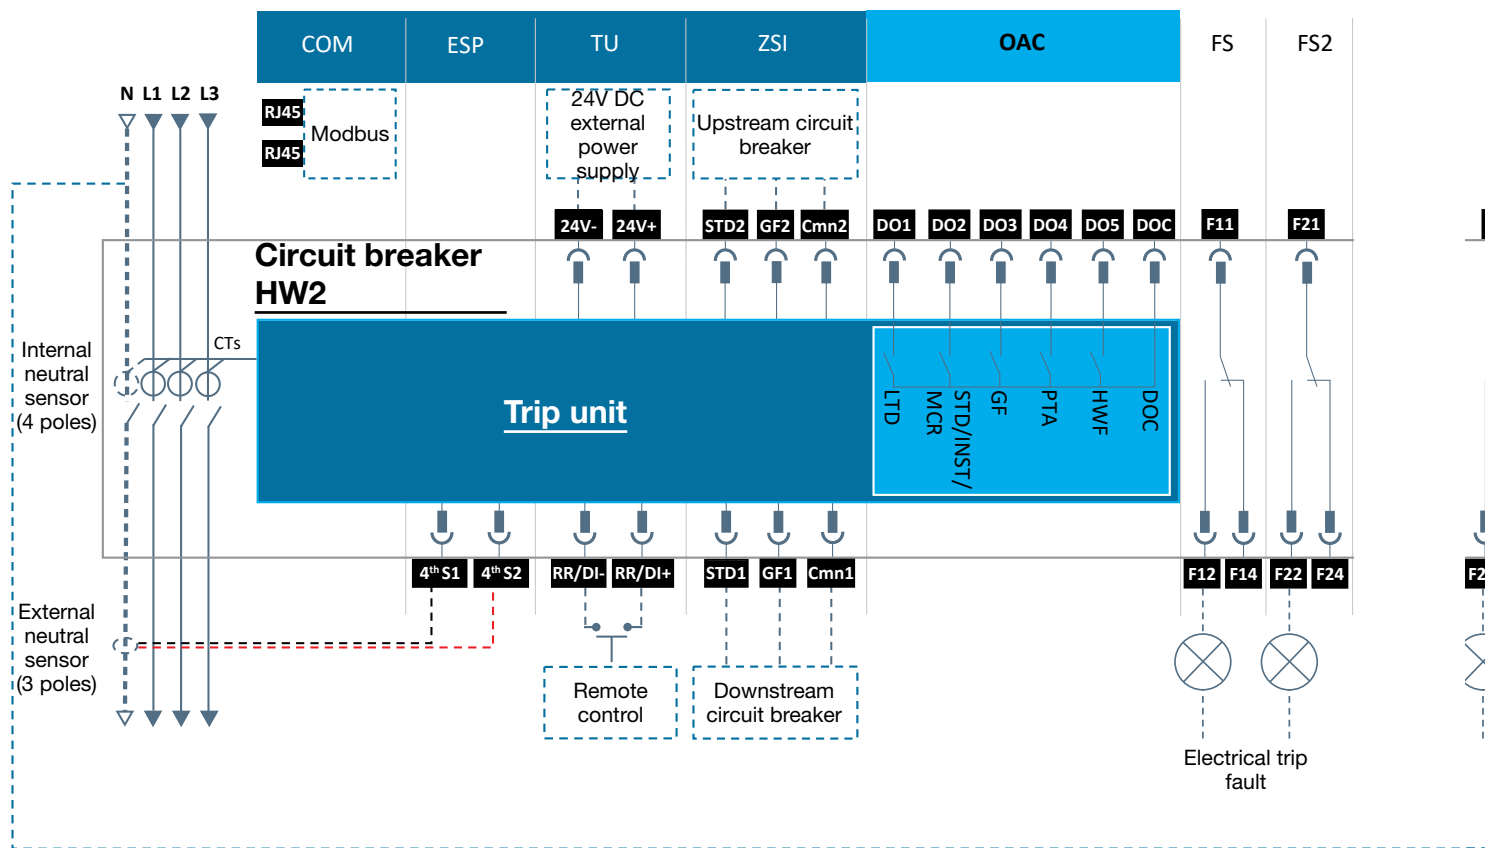 COM ESP TU ZSI OAC FS FS2
N L1 L2 L3
RJ45
RJ45
Modbus
24V DC
external
power
supply
Upstream circuit
breaker
24V- 24V+ STD2 GF2 Cmn2 DO1 DO2 DO3 DO4 DO5 DOC F11 F21
Circuit breaker
HW2
CTs
Internal
neutral
sensor
(4 poles)
Trip unit
LTD
STD/INST/
MCR
GF
PTA
HWF
DOC
4th S1 4th S2 RR/DI- RR/DI+ STD1 GF1 Cmn1 F12 F14 F22 F24 F2
External
neutral
sensor
(3 poles)
Remote
control
Downstream
circuit breaker
Electrical trip
fault